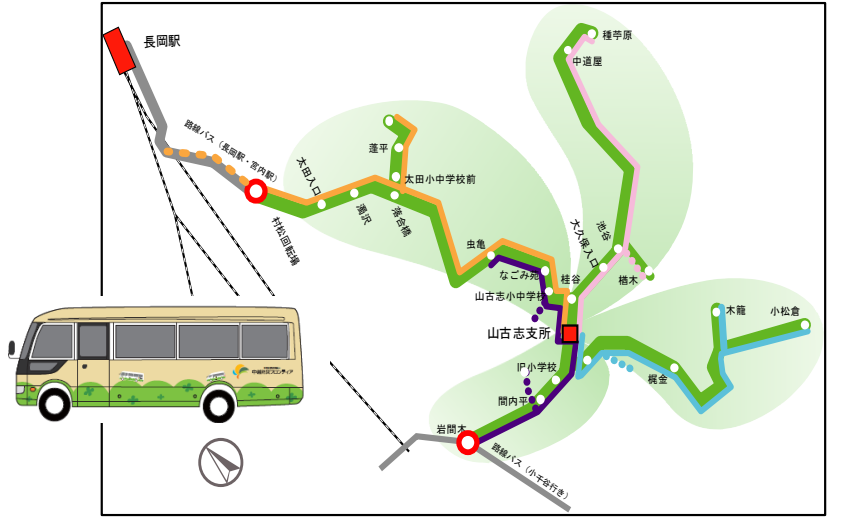 長岡駅
種苧原
中道屋
路線バス（長岡駅・宮内駅）
蓬平
太田入口
太田小中学校前
濁沢
落合橋
村松回転場
虫亀
池谷
大久保入口
なごみ苑
桂谷
楢木
山古志小中学校
木籠
小松倉
山古志支所
旧小学校
梶金
間内平
岩間木
路線バス（小千谷行き）